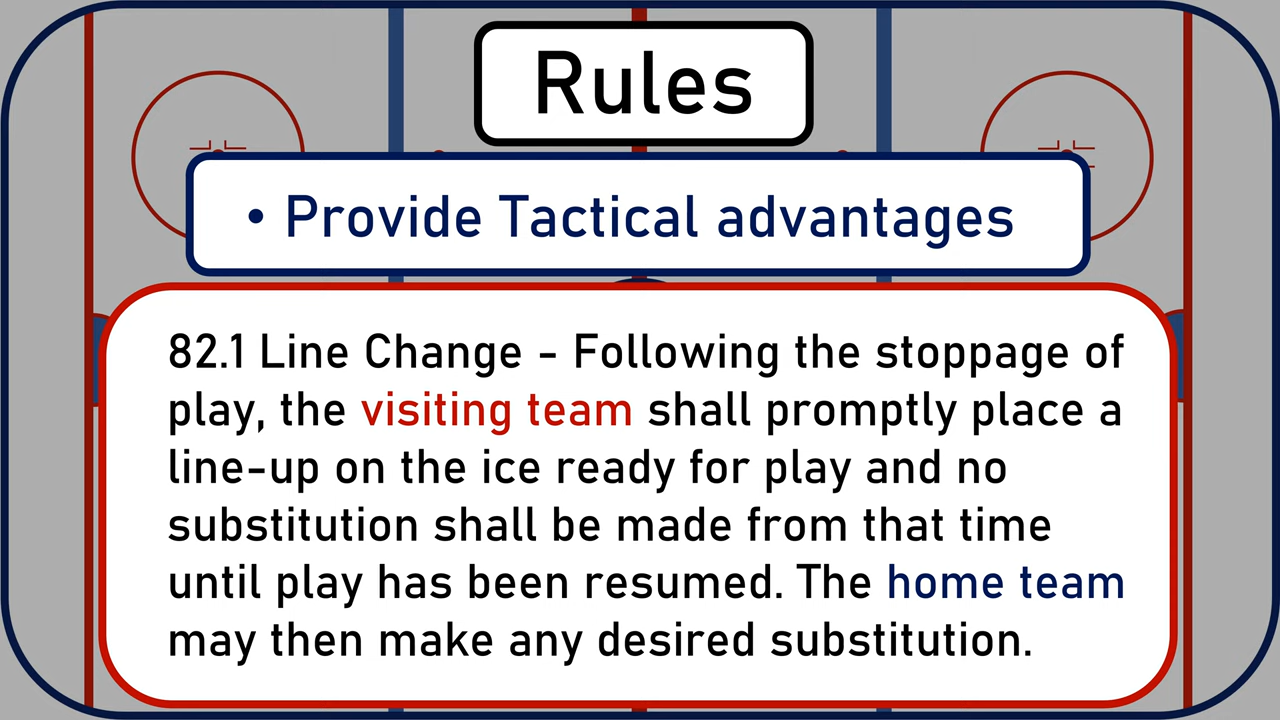 Rules
• Provide Tactical advantages
82.1 Line Change - Following the stoppage of
play, the visiting team shall promptly place a
line-up on the ice ready for play and no
substitution shall be made from that time
until play has been resumed. The home team
may then make any desired substitution.